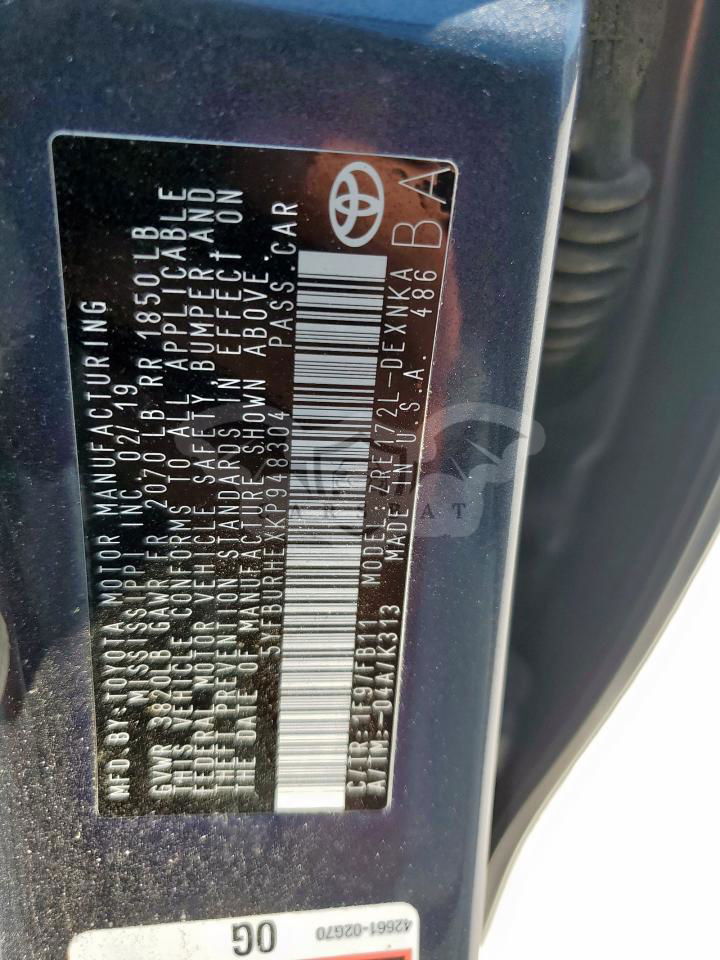 MFD BY: TOYOTA MOTOR MANUFACTURING
MISSISSIPPI INC 02/19
GVWR 3820LB GAWR FR 2070 LB RR 1850 LB
THIS VEHICLE CONFORMS TO ALL APPLICABLE
FEDERAL MOTOR VEHICLE SAFETY, BUMPER AND
THEFT PREVENTION STANDARDS IN EFFECT ON
THE DATE OF MANUFACTURE SHOWN ABOVE.
5YFBURHEXKP948304 PASS.CAR
C/TR:1F9/FB11 MODEL:ZRE172L-DEXNKA
A/TM:-04A/K313 MADE IN U.S.A. 486
BA
42661-02G70
0G